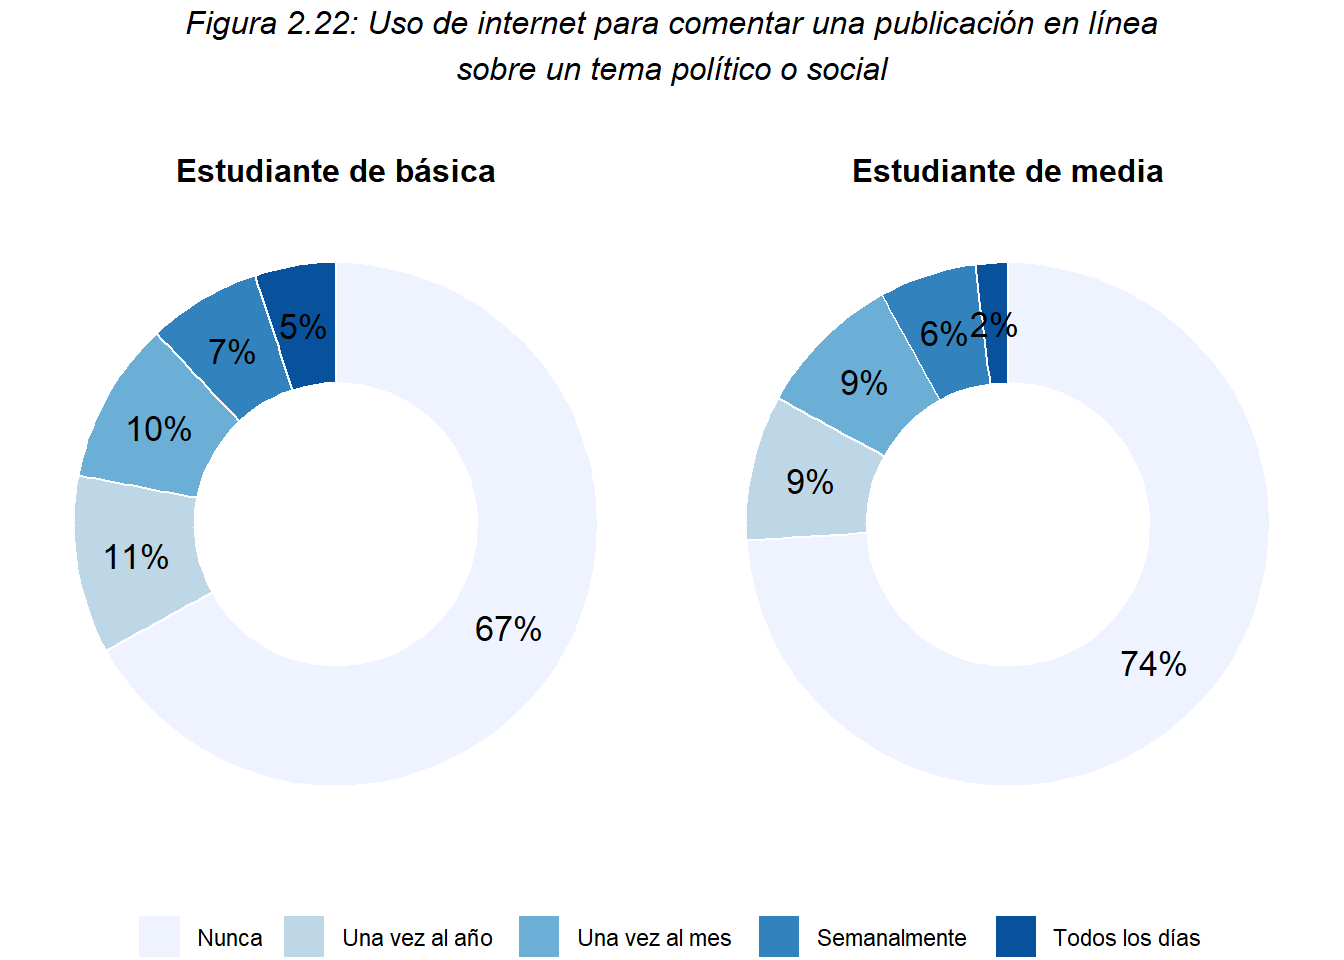 Figura 2.22: Uso de internet para comentar una publicación en línea
sobre un tema político o social
Estudiante de básica
Estudiante de media
5%
7%
10%
11%
67%
2%
6%
9%
9%
74%
Nunca
Una vez al año
Una vez al mes
Semanalmente
Todos los días